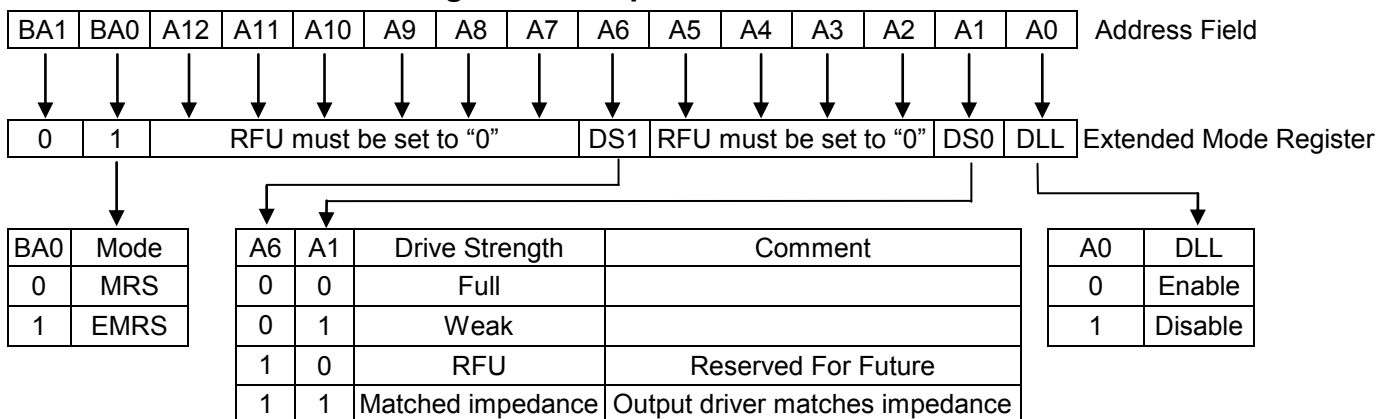 BA1 BA0 A12 A11 A10 A9 A8 A7 A6 A5 A4 A3 A2 A1 A0 Address Field
0 1 RFU must be set to “0” DS1 RFU must be set to “0” DS0 DLL Extended Mode Register
BA0 Mode A6 A1 Drive Strength Comment A0 DLL
0 MRS 0 0 Full 0 Enable
1 EMRS 0 1 Weak 1 Disable
1 0 RFU Reserved For Future
1 1 Matched impedance Output driver matches impedance